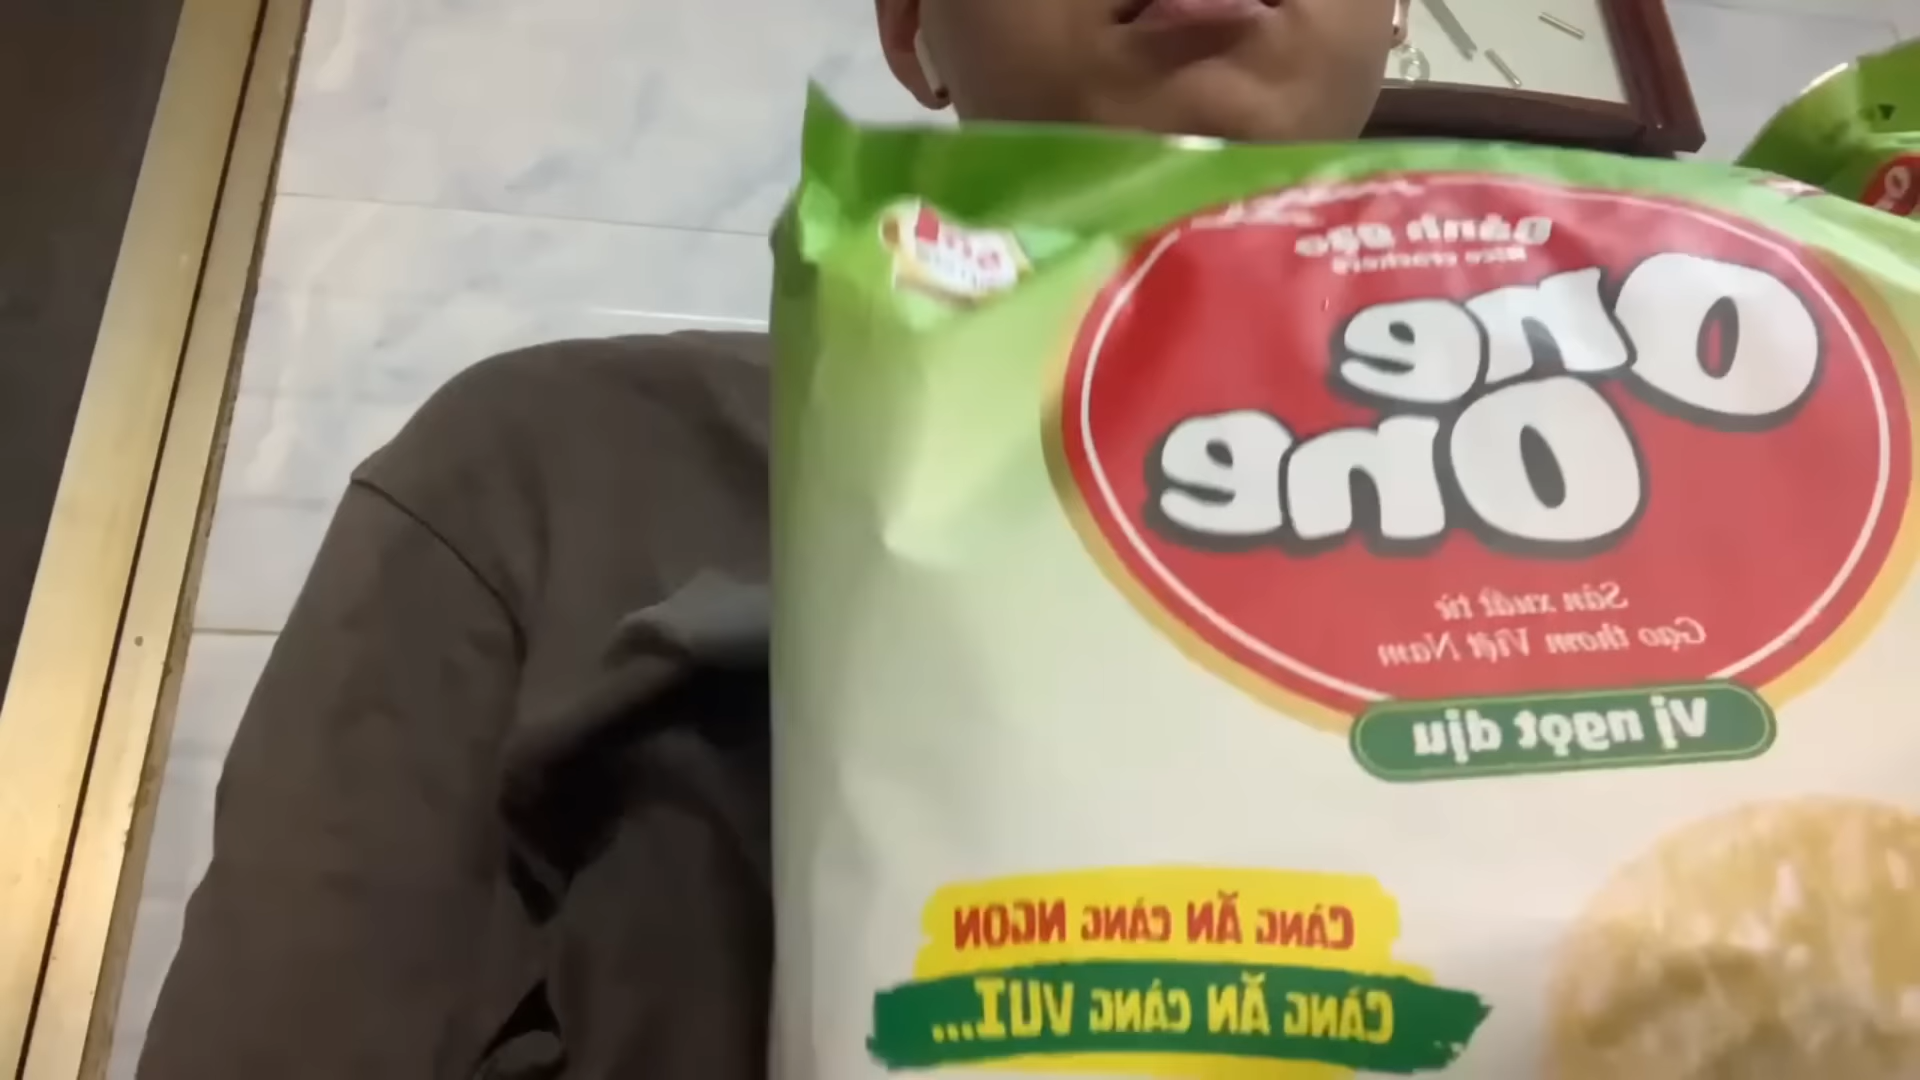 Bánh gạo
Rice crackers
One
One
Sản xuất từ
Gạo thơm Việt Nam
Vị ngọt dịu
CÀNG ĂN CÀNG NGON
CÀNG ĂN CÀNG VUI...